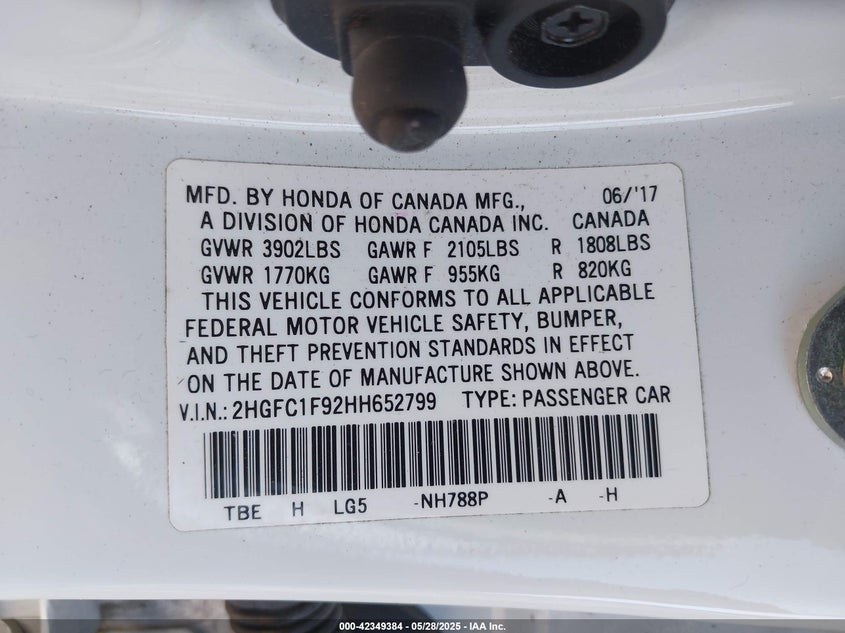 MFD. BY HONDA OF CANADA MFG., 06/'17
A DIVISION OF HONDA CANADA INC. CANADA
GVWR 3902LBS GAWR F 2105LBS R 1808LBS
GVWR 1770KG GAWR F 955KG R 820KG
THIS VEHICLE CONFORMS TO ALL APPLICABLE
FEDERAL MOTOR VEHICLE SAFETY, BUMPER,
AND THEFT PREVENTION STANDARDS IN EFFECT
ON THE DATE OF MANUFACTURE SHOWN ABOVE.
V.I.N.: 2HGFC1F92HH652799 TYPE: PASSENGER CAR
TBE H LG5 -NH788P -A -H
000-42349384 - 05/28/2025 - IAA Inc.